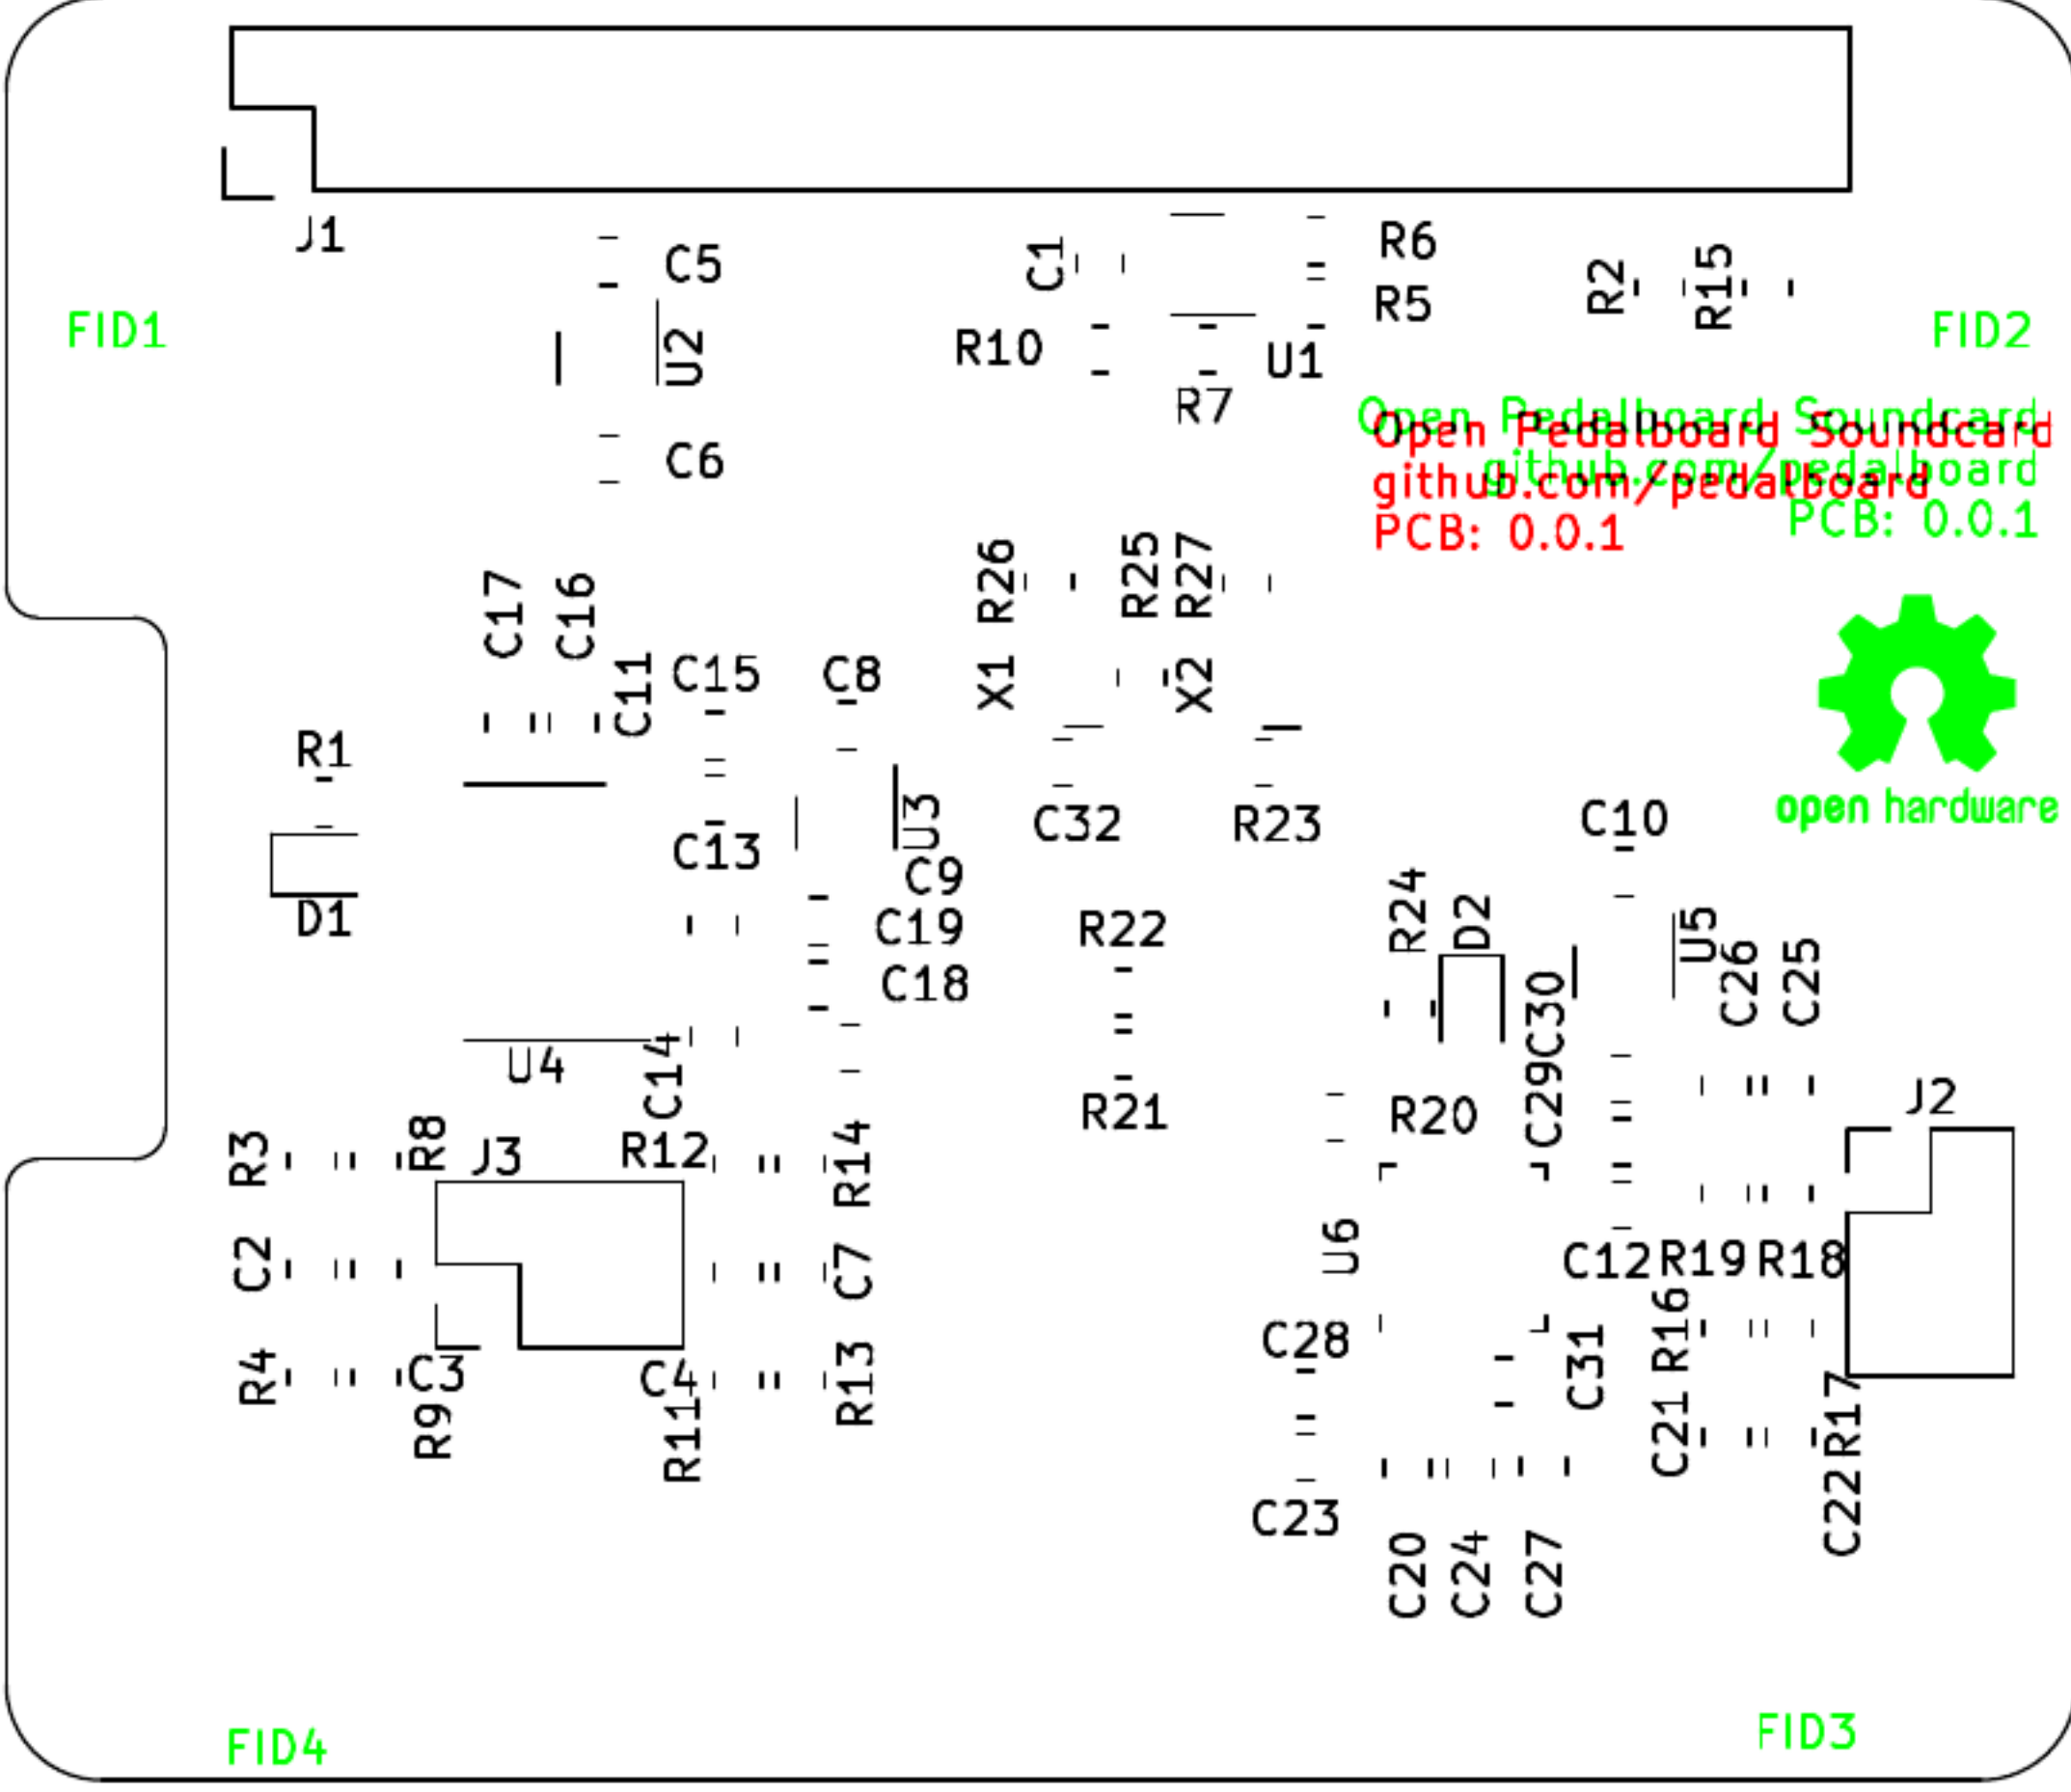 J1
C5
C1
R6
R2
R15
R5
FID1
U2
R10
U1
FID2
R7
Open Pedalboard Soundcard
Open Pedalboard Soundcard
C6
github.com/pedalboard
github.com/pedalboard
PCB: 0.0.1
PCB: 0.0.1
R26
R25
R27
C17
C16
C11
C15
C8
X1
X2
R1
U3
C32
R23
C10
open hardware
C13
C9
D1
C19
R22
R24
D2
U5
C26
C25
C18
C30
U4
C14
R21
R20
C29
J2
R3
R8
J3
R12
R14
C2
C7
U6
C12
R19
R18
R16
C28
C31
R4
C3
C4
R13
R9
R11
C21
R17
C23
C22
C20
C24
C27
FID4
FID3